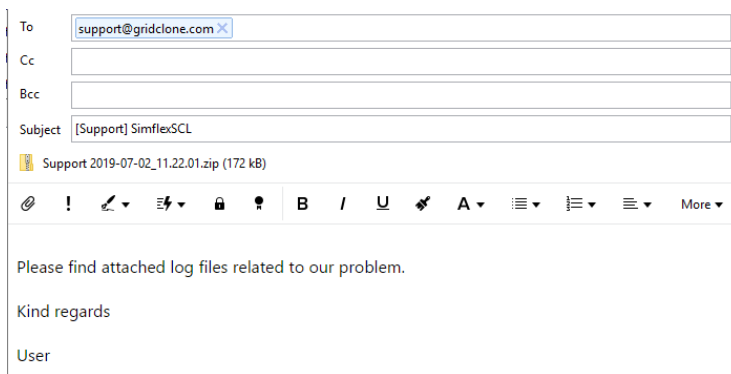 To support@gridclone.com
Cc
Bcc
Subject [Support] SimflexSCL
Support 2019-07-02_11.22.01.zip (172 kB)
B I U A More
Please find attached log files related to our problem.
Kind regards
User